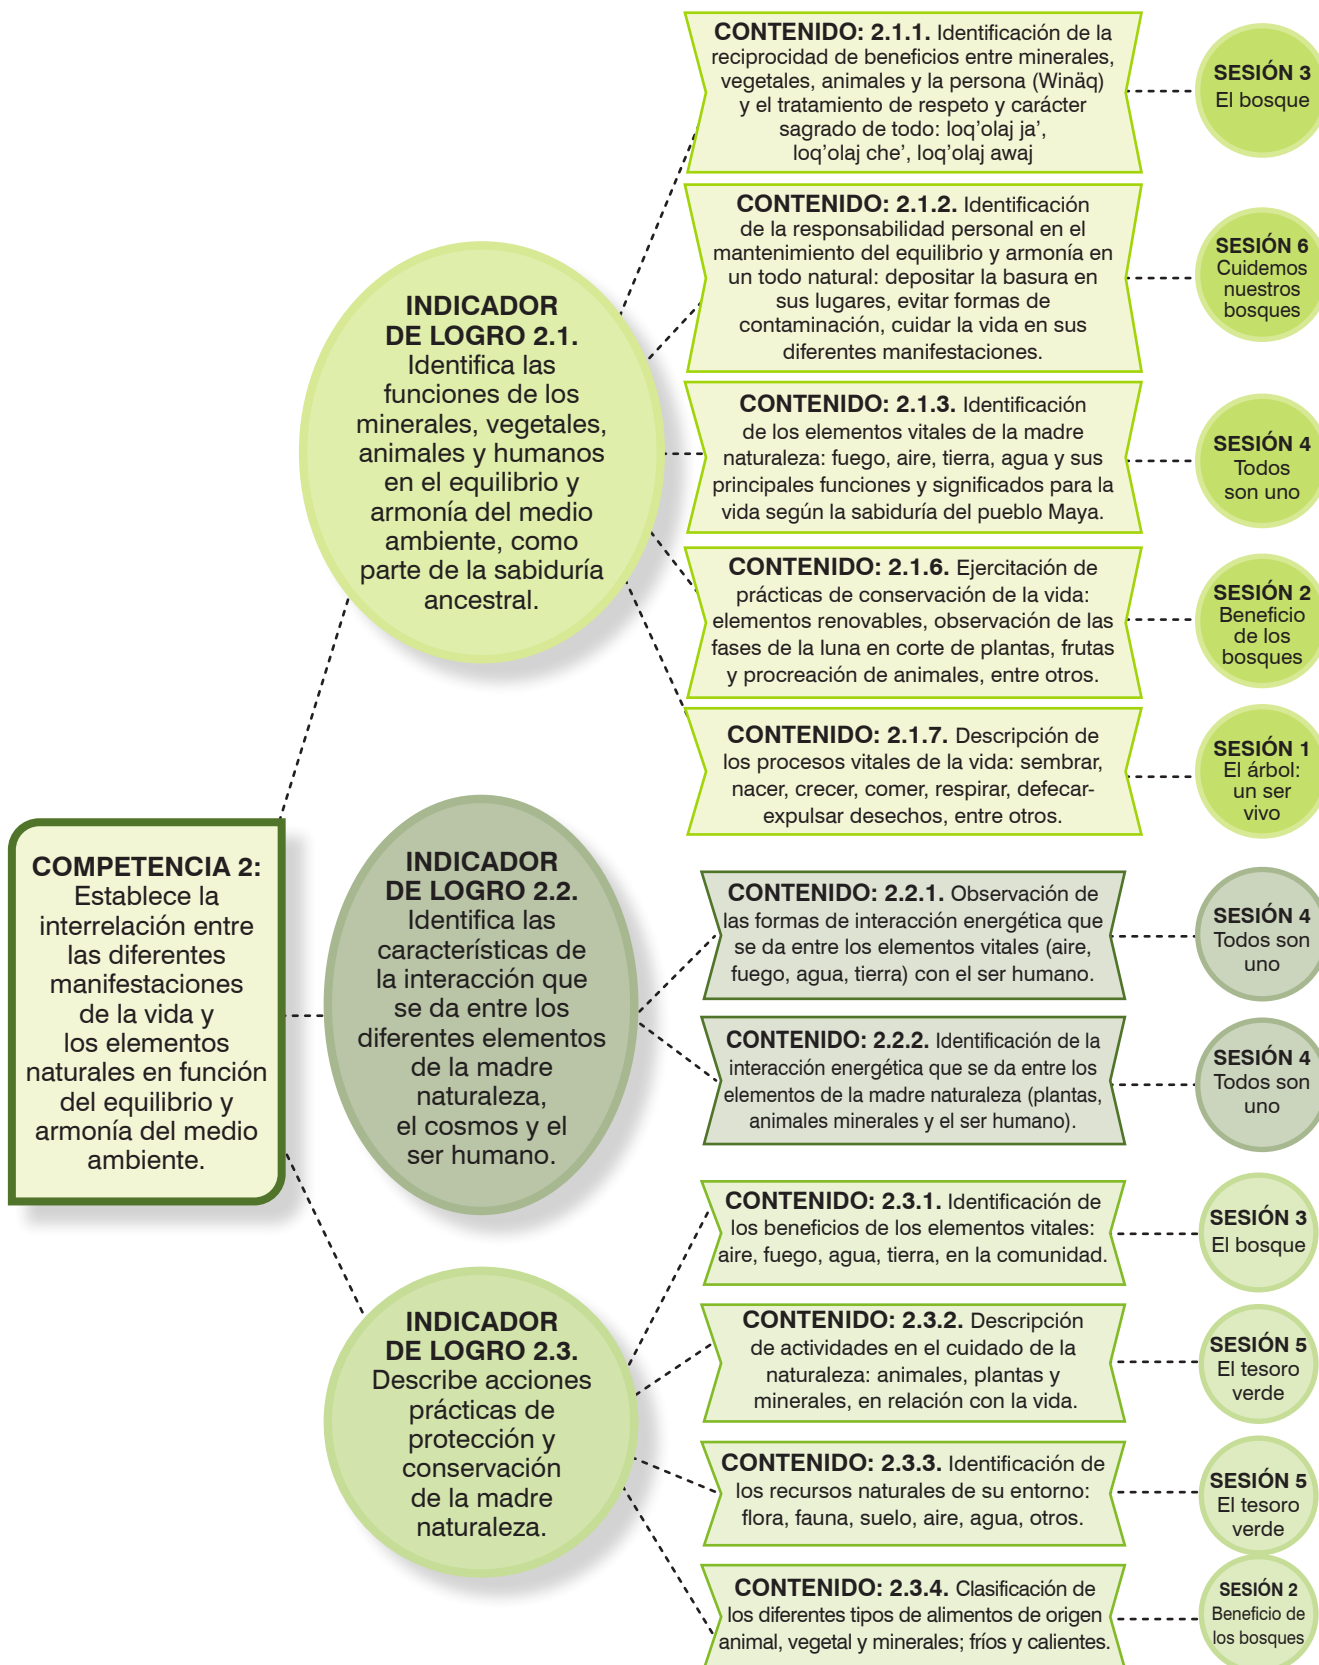 COMPETENCIA 2:
Establece la
interrelación entre
las diferentes
manifestaciones
de la vida y
los elementos
naturales en función
del equilibrio y
armonía del medio
ambiente.
INDICADOR
DE LOGRO 2.1.
Identifica las
funciones de los
minerales, vegetales,
animales y humanos
en el equilibrio y
armonía del medio
ambiente, como
parte de la sabiduría
ancestral.
CONTENIDO: 2.1.1. Identificación de la
reciprocidad de beneficios entre minerales,
vegetales, animales y la persona (Winäq)
y el tratamiento de respeto y carácter
sagrado de todo: loq’olaj ja’,
loq’olaj che’, loq’olaj awaj
SESIÓN 3
El bosque
CONTENIDO: 2.1.2. Identificación
de la responsabilidad personal en el
mantenimiento del equilibrio y armonía en
un todo natural: depositar la basura en
sus lugares, evitar formas de
contaminación, cuidar la vida en sus
diferentes manifestaciones.
SESIÓN 6
Cuidemos
nuestros
bosques
CONTENIDO: 2.1.3. Identificación
de los elementos vitales de la madre
naturaleza: fuego, aire, tierra, agua y sus
principales funciones y significados para la
vida según la sabiduría del pueblo Maya.
SESIÓN 4
Todos
son uno
CONTENIDO: 2.1.6. Ejercitación de
prácticas de conservación de la vida:
elementos renovables, observación de las
fases de la luna en corte de plantas, frutas
y procreación de animales, entre otros.
SESIÓN 2
Beneficio
de los
bosques
CONTENIDO: 2.1.7. Descripción de
los procesos vitales de la vida: sembrar,
nacer, crecer, comer, respirar, defecar-
expulsar desechos, entre otros.
SESIÓN 1
El árbol:
un ser
vivo
INDICADOR
DE LOGRO 2.2.
Identifica las
características de
la interacción que
se da entre los
diferentes elementos
de la madre
naturaleza,
el cosmos y el
ser humano.
CONTENIDO: 2.2.1. Observación de
las formas de interacción energética que
se da entre los elementos vitales (aire,
fuego, agua, tierra) con el ser humano.
SESIÓN 4
Todos son
uno
CONTENIDO: 2.2.2. Identificación de la
interacción energética que se da entre los
elementos de la madre naturaleza (plantas,
animales minerales y el ser humano).
SESIÓN 4
Todos son
uno
INDICADOR
DE LOGRO 2.3.
Describe acciones
prácticas de
protección y
conservación
de la madre
naturaleza.
CONTENIDO: 2.3.1. Identificación de
los beneficios de los elementos vitales:
aire, fuego, agua, tierra, en la comunidad.
SESIÓN 3
El bosque
CONTENIDO: 2.3.2. Descripción
de actividades en el cuidado de la
naturaleza: animales, plantas y
minerales, en relación con la vida.
SESIÓN 5
El tesoro
verde
CONTENIDO: 2.3.3. Identificación de
los recursos naturales de su entorno:
flora, fauna, suelo, aire, agua, otros.
SESIÓN 5
El tesoro
verde
CONTENIDO: 2.3.4. Clasificación de
los diferentes tipos de alimentos de origen
animal, vegetal y minerales; fríos y calientes.
SESIÓN 2
Beneficio de
los bosques